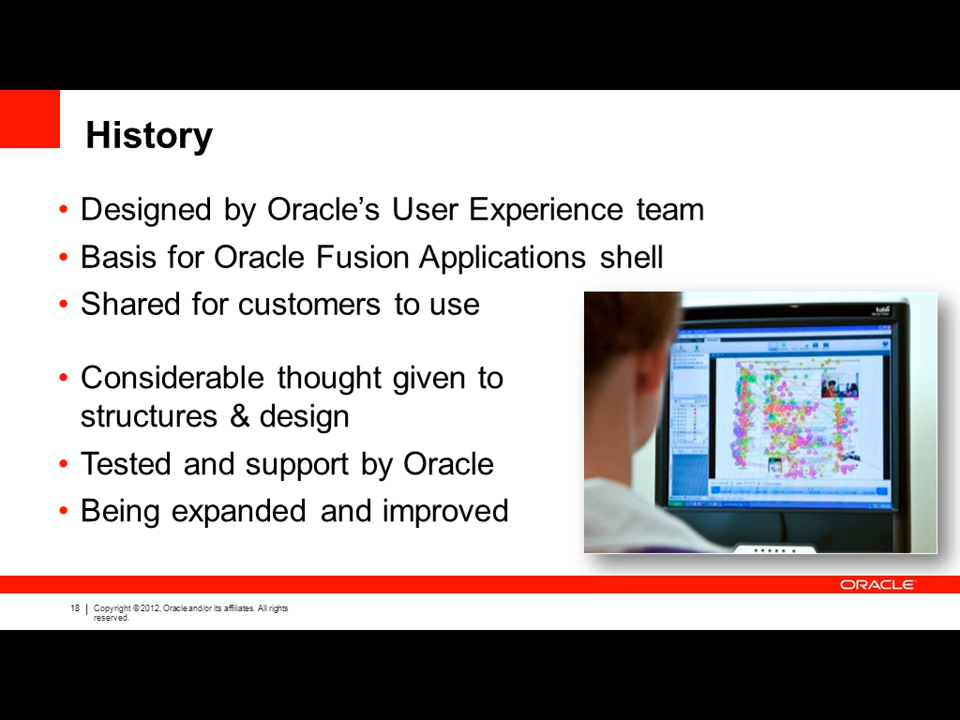 History
• Designed by Oracle’s User Experience team
• Basis for Oracle Fusion Applications shell
• Shared for customers to use
• Considerable thought given to
structures & design
• Tested and support by Oracle
• Being expanded and improved
tobii
ORACLE
18 | Copyright © 2012, Oracle and/or its affiliates. All rights
reserved.